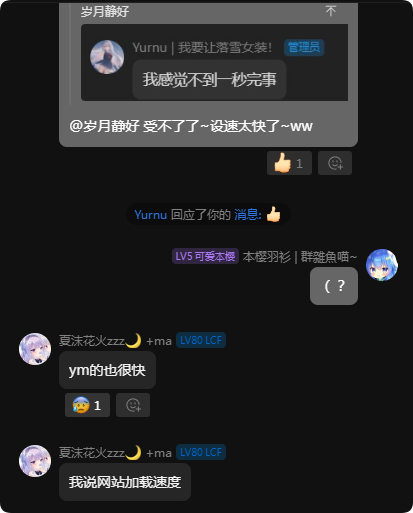 岁月静好
不
Yurnu | 我要让落雪女装! 管理员
我感觉不到一秒完事
@岁月静好 受不了了~设速太快了~ww
1
Yurnu 回应了你的 消息:
LV5 可爱本樱 本樱羽衫 | 群雜魚喵~
（？
夏沫花火zzz🌙 +ma LV80 LCF
ym的也很快
1
夏沫花火zzz🌙 +ma LV80 LCF
我说网站加载速度